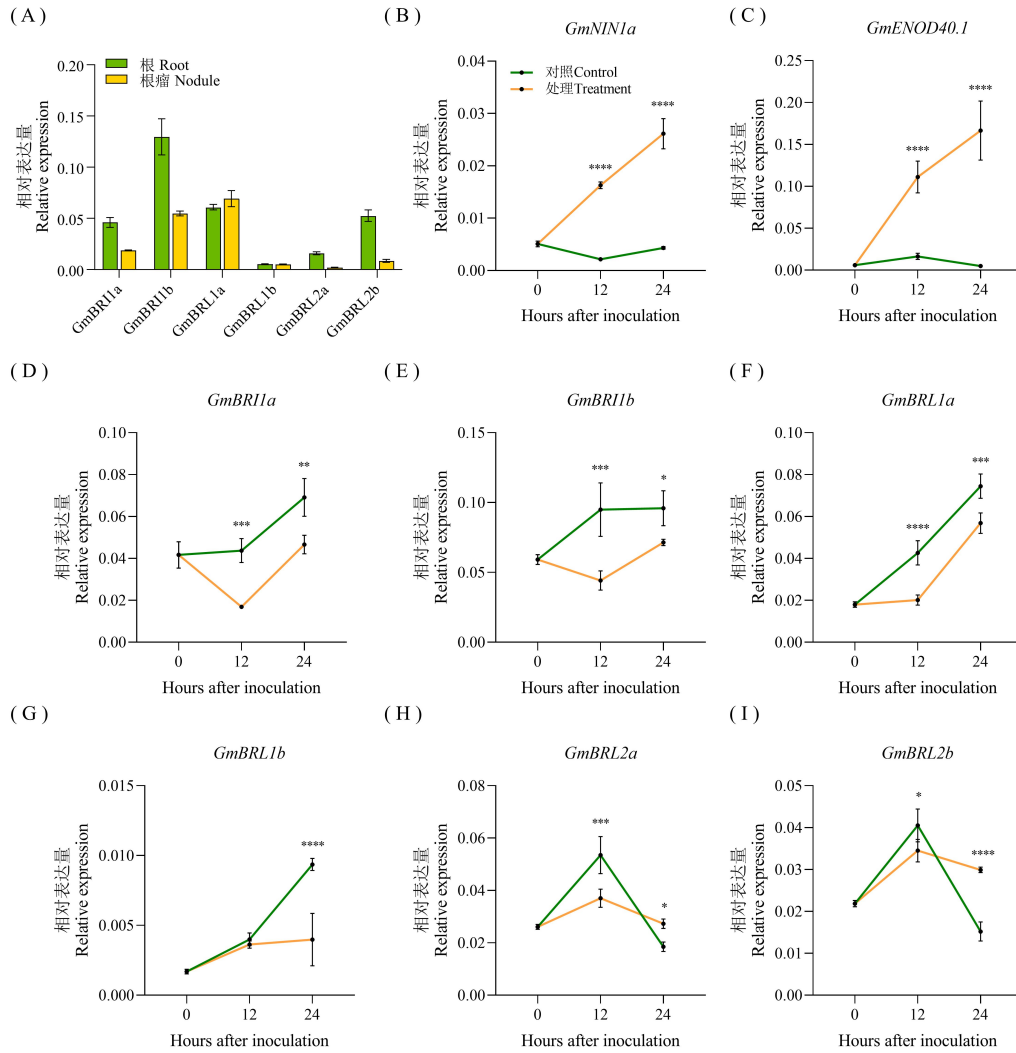 ( A )
相对表达量
Relative expression
0.20
0.15
0.10
0.05
0.00
根 Root
根瘤 Nodule
GmBRI1a
GmBRI1b
GmBRL1a
GmBRL1b
GmBRL2a
GmBRL2b
( B )
GmNIN1a
相对表达量
Relative expression
0.04
0.03
0.02
0.01
0.00
对照Control
处理Treatment
****
****
0
12
24
Hours after inoculation
( C )
GmENOD40.1
相对表达量
Relative expression
0.25
0.20
0.15
0.10
0.05
0.00
****
****
0
12
24
Hours after inoculation
( D )
GmBRI1a
相对表达量
Relative expression
0.10
0.08
0.06
0.04
0.02
0.00
***
**
0
12
24
Hours after inoculation
( E )
GmBRI1b
相对表达量
Relative expression
0.15
0.10
0.05
0.00
***
*
0
12
24
Hours after inoculation
( F )
GmBRL1a
相对表达量
Relative expression
0.10
0.08
0.06
0.04
0.02
0.00
****
***
0
12
24
Hours after inoculation
( G )
GmBRL1b
相对表达量
Relative expression
0.015
0.010
0.005
0.000
****
0
12
24
Hours after inoculation
( H )
GmBRL2a
相对表达量
Relative expression
0.08
0.06
0.04
0.02
0.00
***
*
0
12
24
Hours after inoculation
( I )
GmBRL2b
相对表达量
Relative expression
0.05
0.04
0.03
0.02
0.01
0.00
*
****
0
12
24
Hours after inoculation